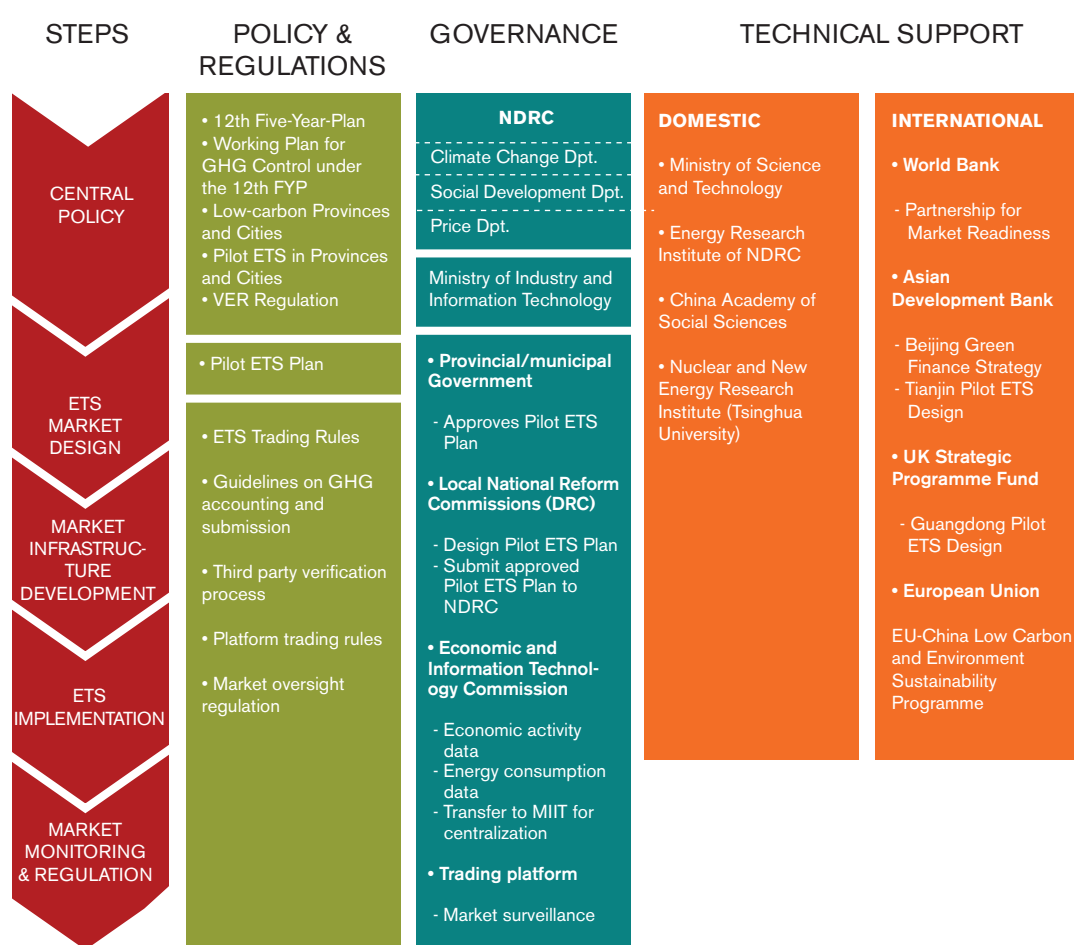 STEPS
POLICY &
REGULATIONS
GOVERNANCE
TECHNICAL SUPPORT
CENTRAL
POLICY
ETS
MARKET
DESIGN
MARKET
INFRASTRUC-
TURE
DEVELOPMENT
ETS
IMPLEMENTATION
MARKET
MONITORING
& REGULATION
• 12th Five-Year-Plan
• Working Plan for
GHG Control under
the 12th FYP
• Low-carbon Provinces
and Cities
• Pilot ETS in Provinces
and Cities
• VER Regulation
• Pilot ETS Plan
• ETS Trading Rules
• Guidelines on GHG
accounting and
submission
• Third party verification
process
• Platform trading rules
• Market oversight
regulation
NDRC
Climate Change Dpt.
Social Development Dpt.
Price Dpt.
Ministry of Industry and
Information Technology
• Provincial/municipal
Government
- Approves Pilot ETS
Plan
• Local National Reform
Commissions (DRC)
- Design Pilot ETS Plan
- Submit approved
Pilot ETS Plan to
NDRC
• Economic and
Information Technol-
ogy Commission
- Economic activity
data
- Energy consumption
data
- Transfer to MIIT for
centralization
• Trading platform
- Market surveillance
DOMESTIC
• Ministry of Science
and Technology
• Energy Research
Institute of NDRC
• China Academy of
Social Sciences
• Nuclear and New
Energy Research
Institute (Tsinghua
University)
INTERNATIONAL
• World Bank
- Partnership for
Market Readiness
• Asian
Development Bank
- Beijing Green
Finance Strategy
- Tianjin Pilot ETS
Design
• UK Strategic
Programme Fund
- Guangdong Pilot
ETS Design
• European Union
EU-China Low Carbon
and Environment
Sustainability
Programme